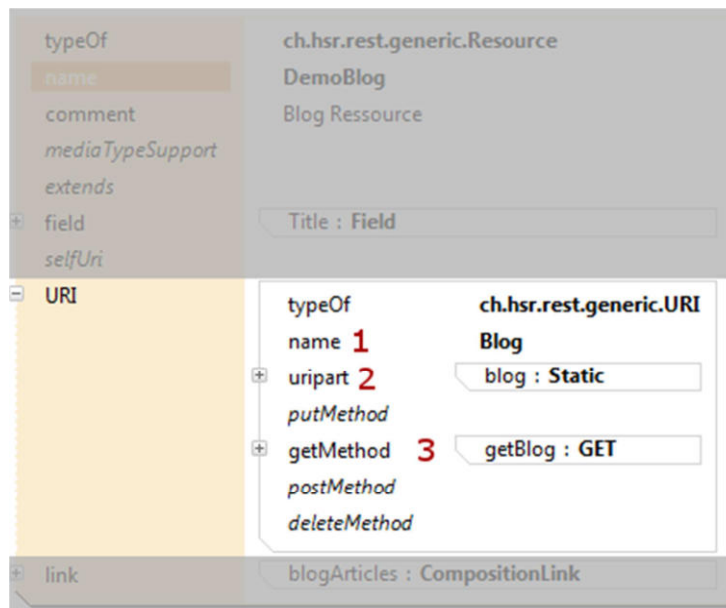 typeOf ch.hsr.rest.generic.Resource
name DemoBlog
comment Blog Ressource
mediaTypeSupport
extends
field Title : Field
selfUri
URI
typeOf ch.hsr.rest.generic.URI
name 1 Blog
uripart 2 blog : Static
putMethod
getMethod 3 getBlog : GET
postMethod
deleteMethod
link blogArticles : CompositionLink